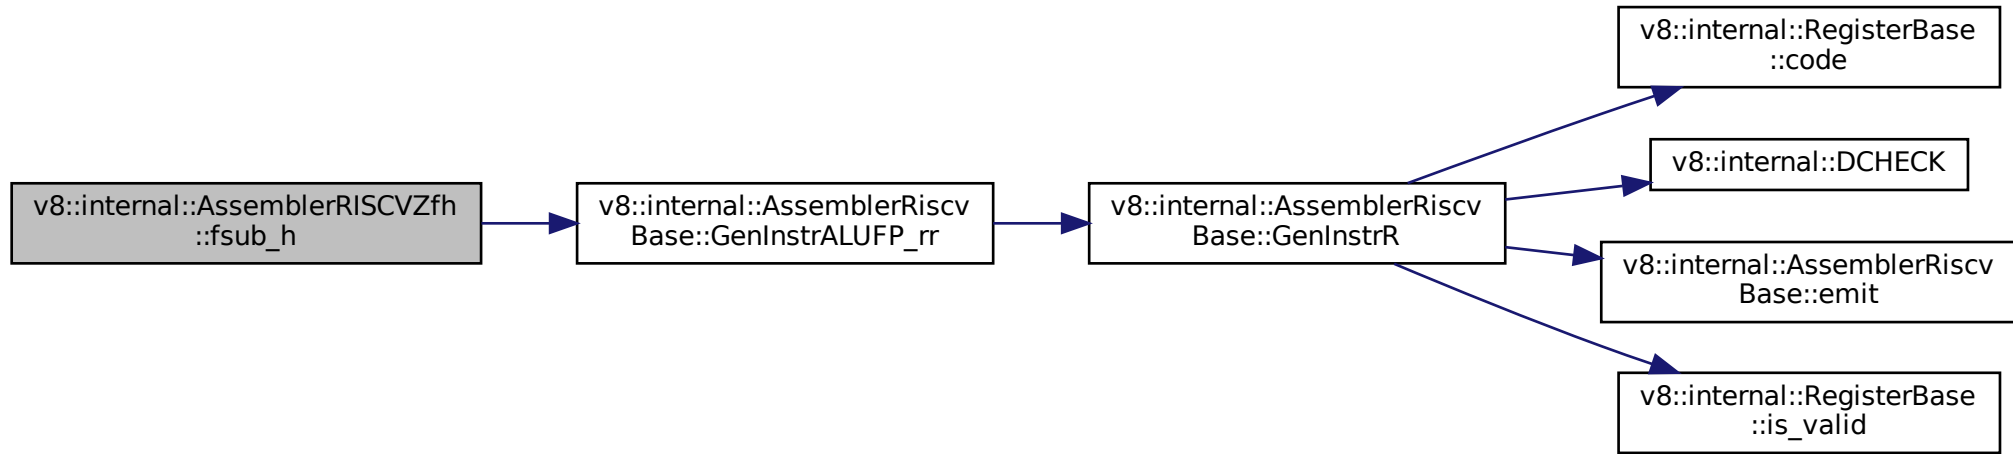 v8::internal::AssemblerRISCVZfh
::fsub_h
v8::internal::AssemblerRiscv
Base::GenInstrALUFP_rr
v8::internal::AssemblerRiscv
Base::GenInstrR
v8::internal::RegisterBase
::code
v8::internal::DCHECK
v8::internal::AssemblerRiscv
Base::emit
v8::internal::RegisterBase
::is_valid